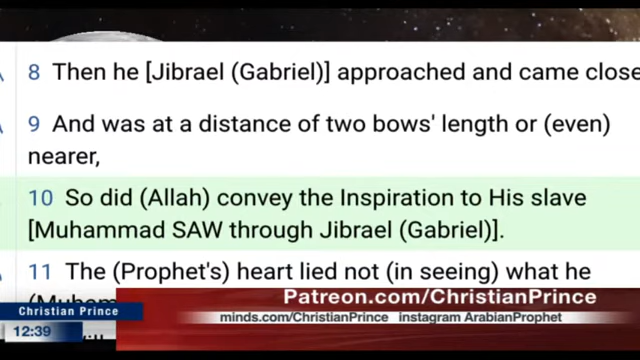 8 Then he [Jibrael (Gabriel)] approached and came close
9 And was at a distance of two bows' length or (even)
nearer,
10 So did (Allah) convey the Inspiration to His slave
[Muhammad SAW through Jibrael (Gabriel)].
11 The (Prophet's) heart lied not (in seeing) what he
Christian Prince
12:39
Patreon.com/ChristianPrince
minds.com/ChristianPrince instagram ArabianProphet